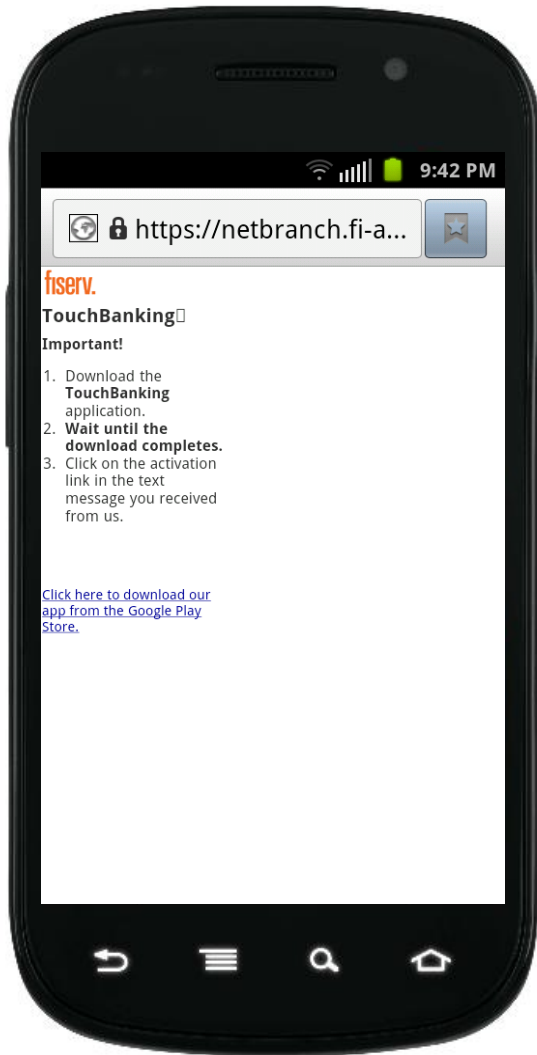 9:42 PM
https://netbranch.fi-a...
fiserv.
TouchBanking
Important!
1. Download the
TouchBanking
application.
2. Wait until the
download completes.
3. Click on the activation
link in the text
message you received
from us.
Click here to download our
app from the Google Play
Store.